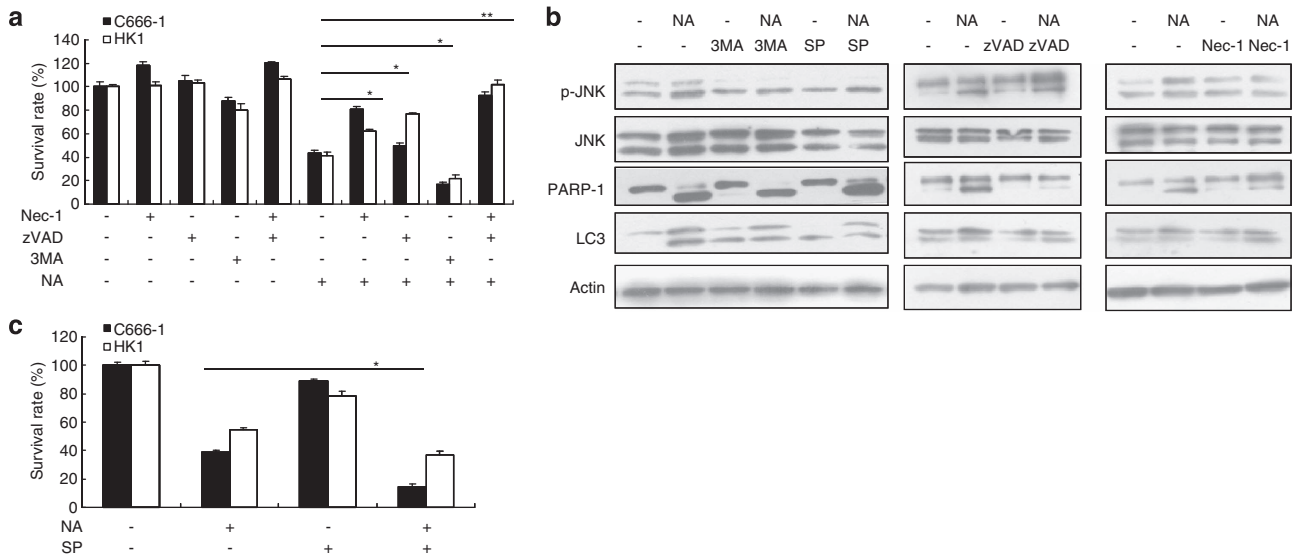 a
C666-1
HK1
**
*
*
*
Survival rate (%)
140
120
100
80
60
40
20
0
Nec-1 - + - - + - + - - +
zVAD - - + - + - - + - +
3MA - - - + - - - - + -
NA - - - - - + + + + +
b
- NA - NA - NA
- - 3MA 3MA SP SP
- NA - NA
- - zVAD zVAD
- NA - NA
- - Nec-1 Nec-1
p-JNK
JNK
PARP-1
LC3
Actin
c
C666-1
HK1
*
Survival rate (%)
120
100
80
60
40
20
0
NA - + - +
SP - - + +